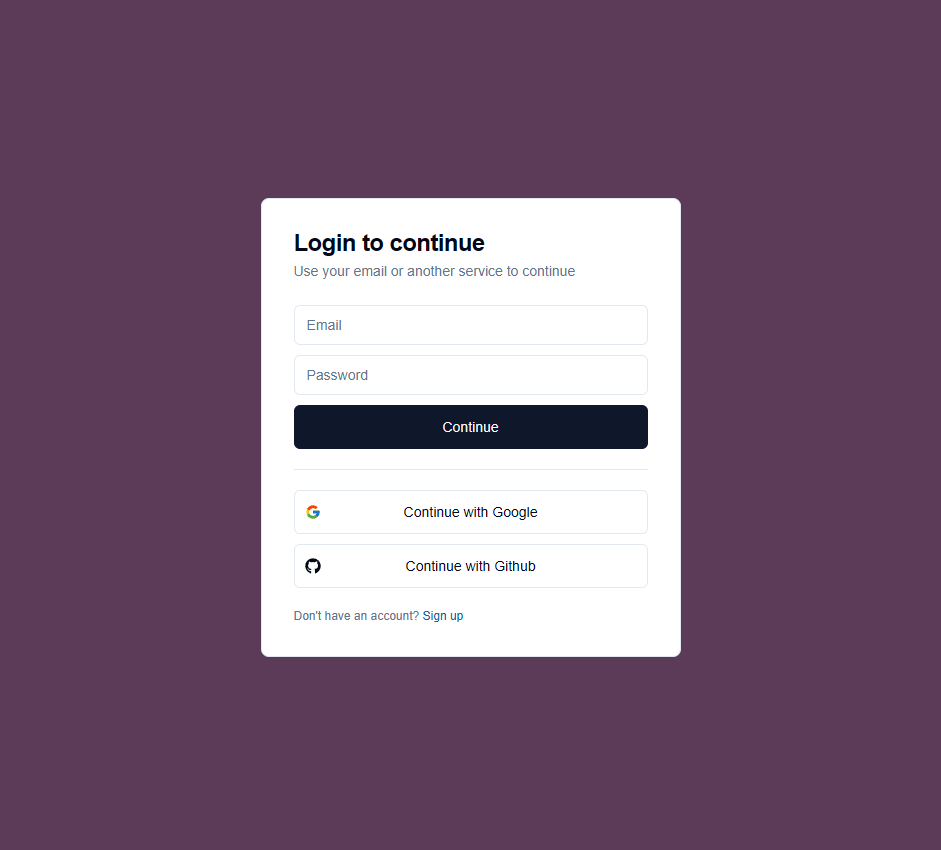 Login to continue
Use your email or another service to continue
Email
Password
Continue
Continue with Google
Continue with Github
Don't have an account? Sign up